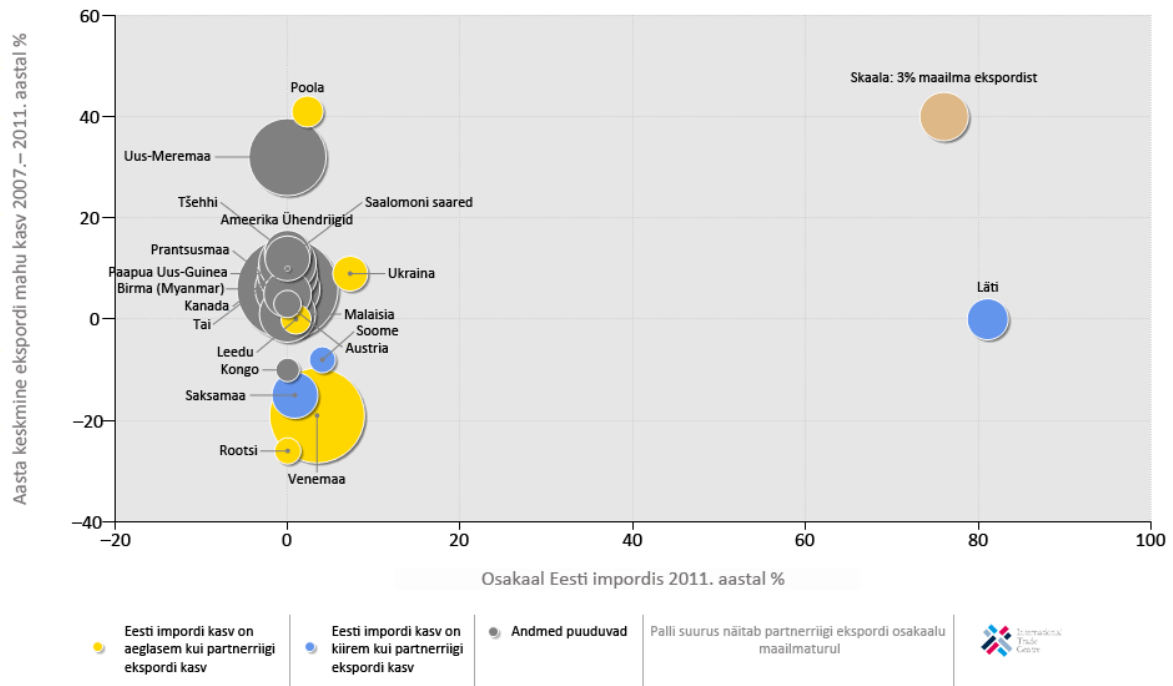 Aasta keskmine ekspordi mahu kasv 2007.– 2011. aastal %
60
40
20
0
−20
−40
Poola
Skaala: 3% maailma ekspordist
Uus-Meremaa
Tšehhi
Saalomoni saared
Ameerika Ühendriigid
Prantsusmaa
Paapua Uus-Guinea
Ukraina
Birma (Myanmar)
Läti
Kanada
Malaisia
Tai
Soome
Leedu
Austria
Kongo
Saksamaa
Rootsi
Venemaa
−20
0
20
40
60
80
100
Osakaal Eesti impordis 2011. aastal %
Eesti impordi kasv on
aeglasem kui partnerriigi
ekspordi kasv
Eesti impordi kasv on
kiirem kui partnerriigi
ekspordi kasv
Andmed puuduvad
Palli suurus näitab partnerriigi ekspordi osakaalu
maailmaturul
International
Trade
Centre